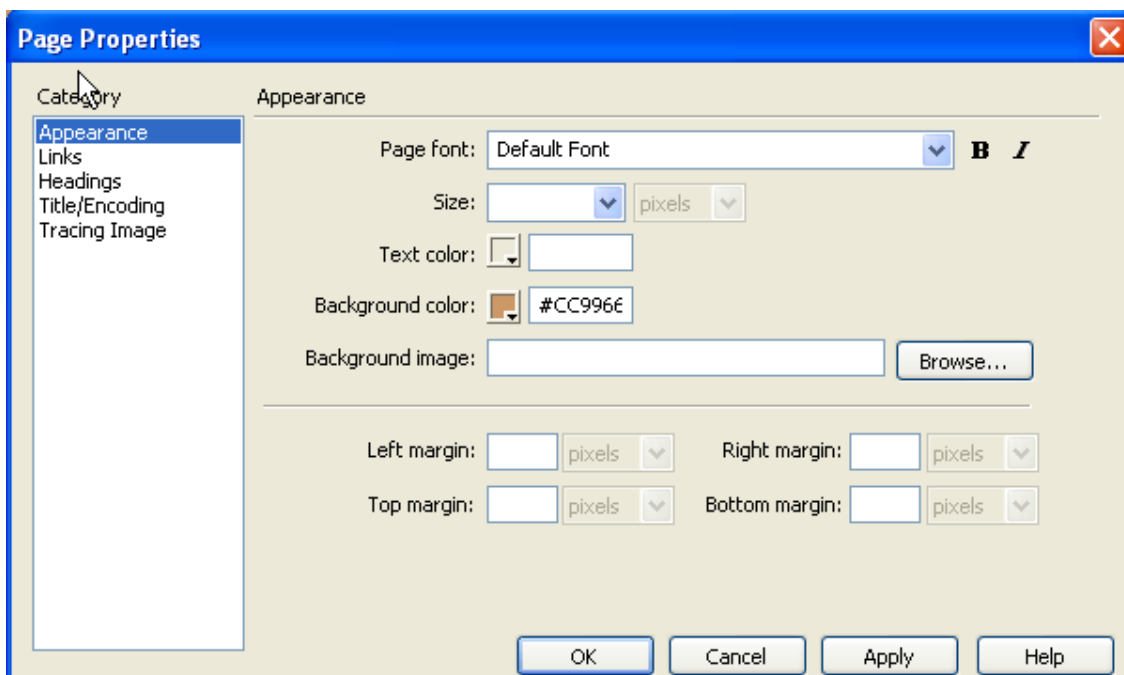 Page Properties
Category
Appearance
Links
Headings
Title/Encoding
Tracing Image
Appearance
Page font: Default Font B I
Size: pixels
Text color:
Background color: #CC9966
Background image: Browse...
Left margin: pixels Right margin: pixels
Top margin: pixels Bottom margin: pixels
OK Cancel Apply Help